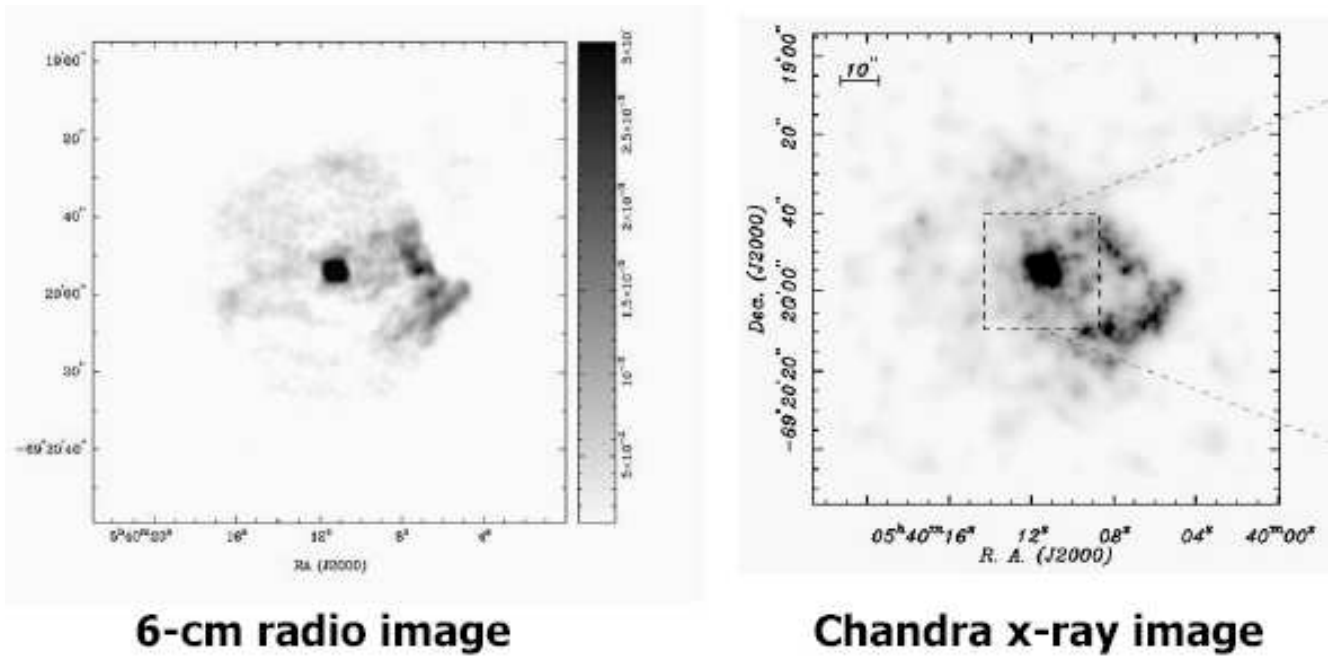 19'00"
20"
40"
20'00"
20"
-69°20'40"
5ʰ40ᵐ20ˢ 16ˢ 12ˢ 8ˢ 4ˢ
RA (J2000)
3×10
6-cm radio image
10"
19'00"
20"
40"
20'00"
-69°20'20"
Dec. (J2000)
05ʰ40ᵐ16ˢ 12ˢ 08ˢ 04ˢ 40ᵐ00ˢ
R. A. (J2000)
Chandra x-ray image